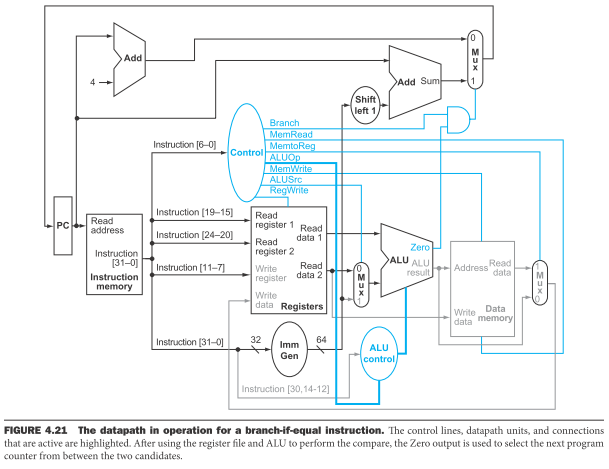 Add
4
Add Sum
0
M
u
x
1
Shift
left 1
Branch
MemRead
MemtoReg
ALUOp
MemWrite
ALUSrc
RegWrite
Control
Instruction [6–0]
PC
Read
address
Instruction
[31–0]
Instruction
memory
Instruction [19–15]
Instruction [24–20]
Instruction [11–7]
Instruction [31–0]
Read
register 1
Read
register 2
Write
register
Write
data
Read
data 1
Read
data 2
Registers
0
M
u
x
1
Zero
ALU
ALU
result
Address
Read
data
Write
data
Data
memory
1
M
u
x
0
32
Imm
Gen
64
ALU
control
Instruction [30,14-12]
FIGURE 4.21 The datapath in operation for a branch-if-equal instruction. The control lines, datapath units, and connections
that are active are highlighted. After using the register file and ALU to perform the compare, the Zero output is used to select the next program
counter from between the two candidates.